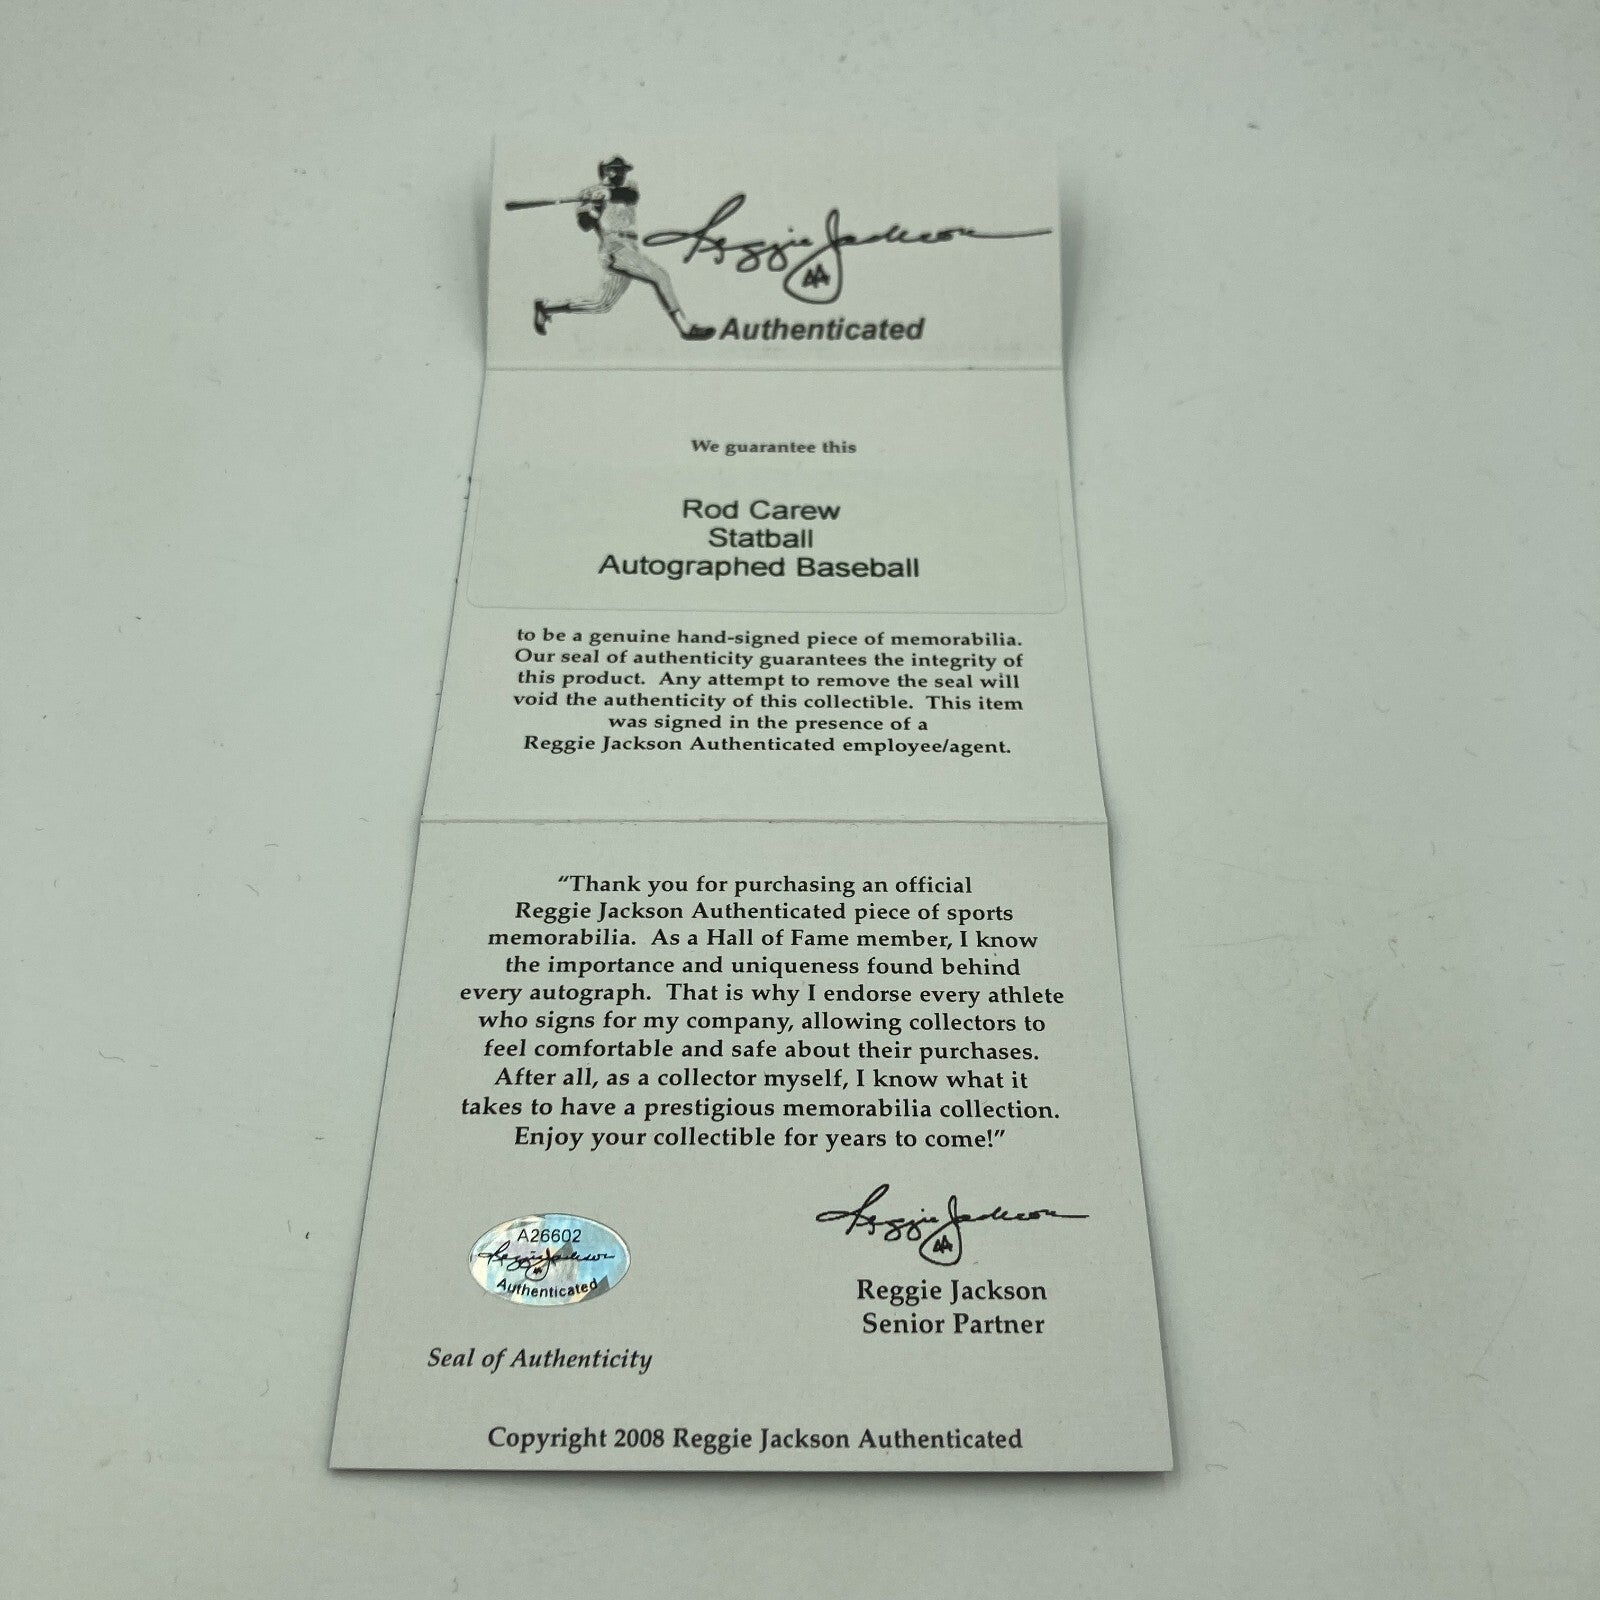 Reggie Jackson
44
Authenticated
We guarantee this
Rod Carew
Statball
Autographed Baseball
to be a genuine hand-signed piece of memorabilia.
Our seal of authenticity guarantees the integrity of
this product. Any attempt to remove the seal will
void the authenticity of this collectible. This item
was signed in the presence of a
Reggie Jackson Authenticated employee/agent.
“Thank you for purchasing an official
Reggie Jackson Authenticated piece of sports
memorabilia. As a Hall of Fame member, I know
the importance and uniqueness found behind
every autograph. That is why I endorse every athlete
who signs for my company, allowing collectors to
feel comfortable and safe about their purchases.
After all, as a collector myself, I know what it
takes to have a prestigious memorabilia collection.
Enjoy your collectible for years to come!”
A26602
Reggie Jackson
44
Authenticated
Seal of Authenticity
Reggie Jackson
44
Reggie Jackson
Senior Partner
Copyright 2008 Reggie Jackson Authenticated